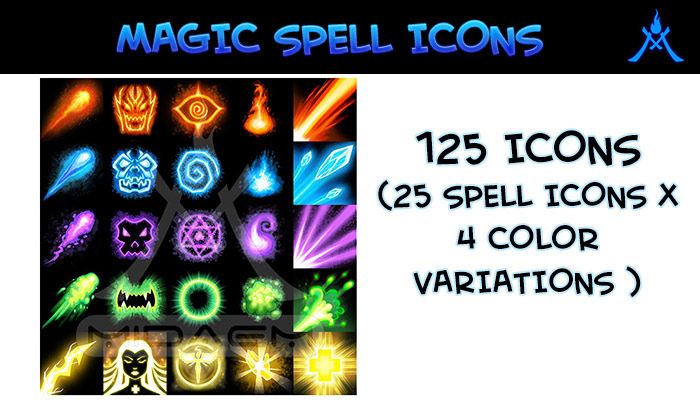 MAGIC SPELL ICONS
125 ICONS
(25 SPELL ICONS X
4 COLOR
VARIATIONS )